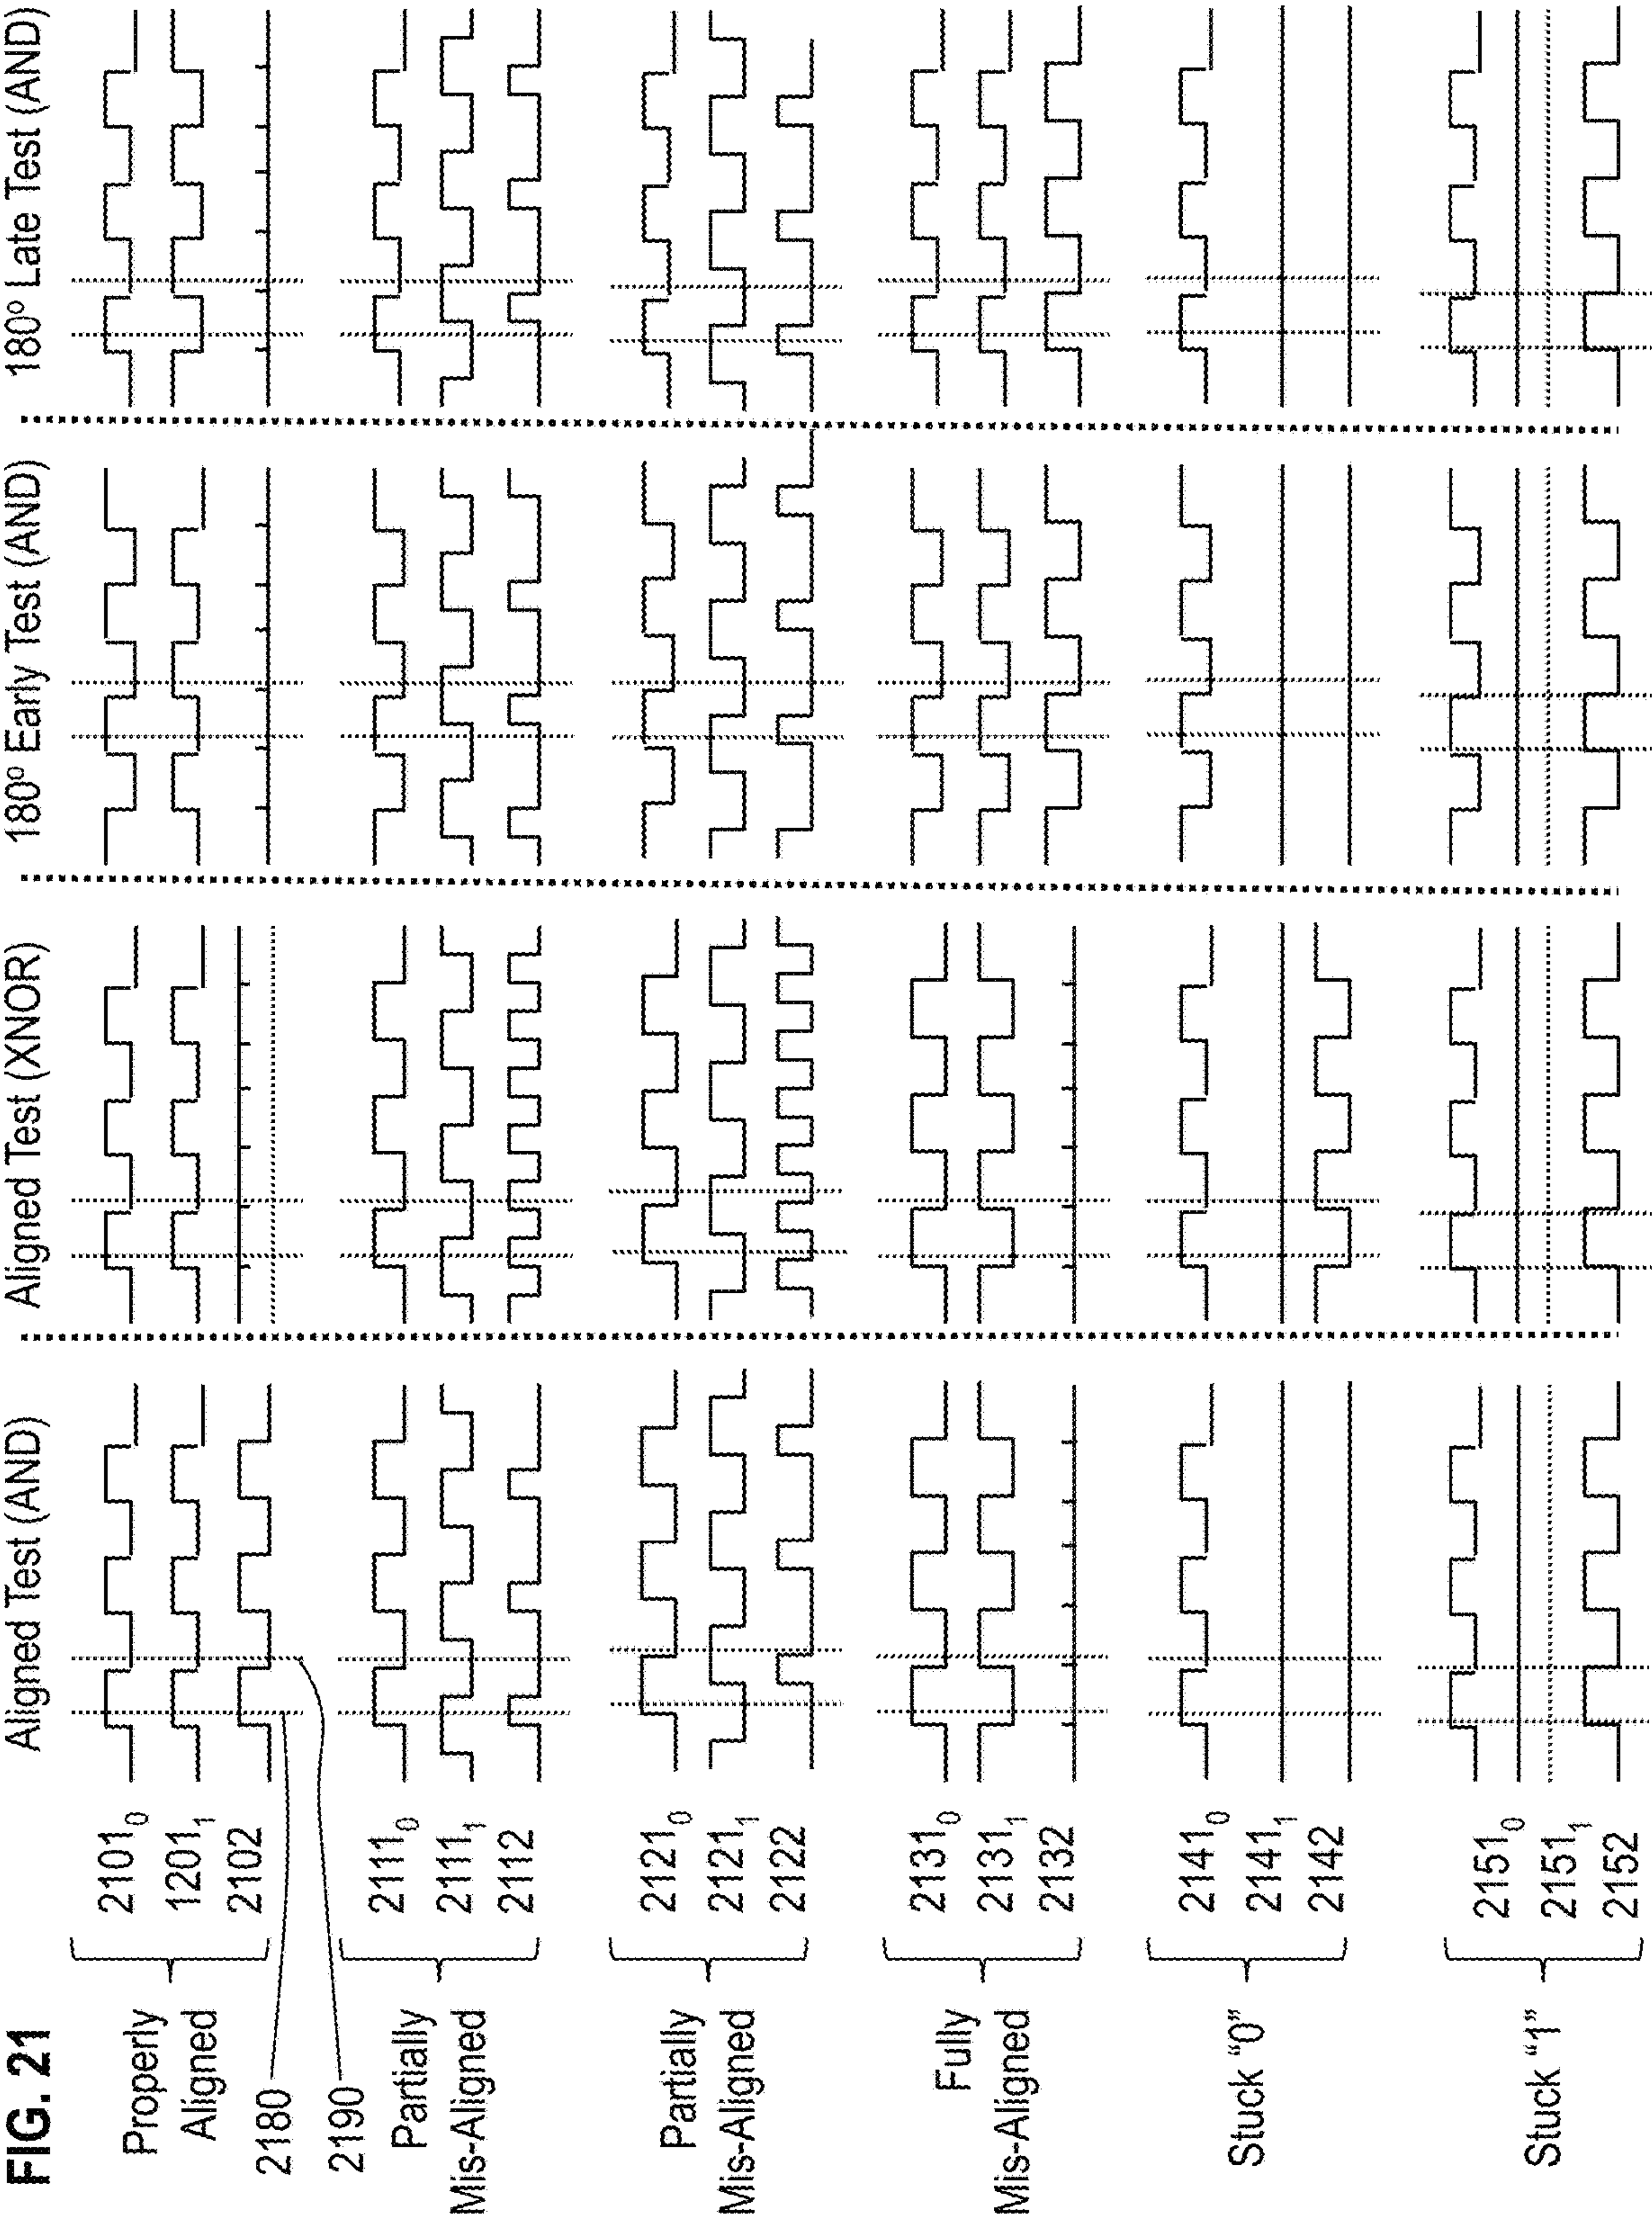 FIG. 21
Aligned Test (AND)
Aligned Test (XNOR)
180º Early Test (AND)
180º Late Test (AND)
Properly
Aligned
2101₀
1201₁
2102
2180
2190
Partially
Mis-Aligned
2111₀
2111₁
2112
Partially
Mis-Aligned
2121₀
2121₁
2122
Fully
Mis-Aligned
2131₀
2131₁
2132
Stuck “0”
2141₀
2141₁
2142
Stuck “1”
2151₀
2151₁
2152